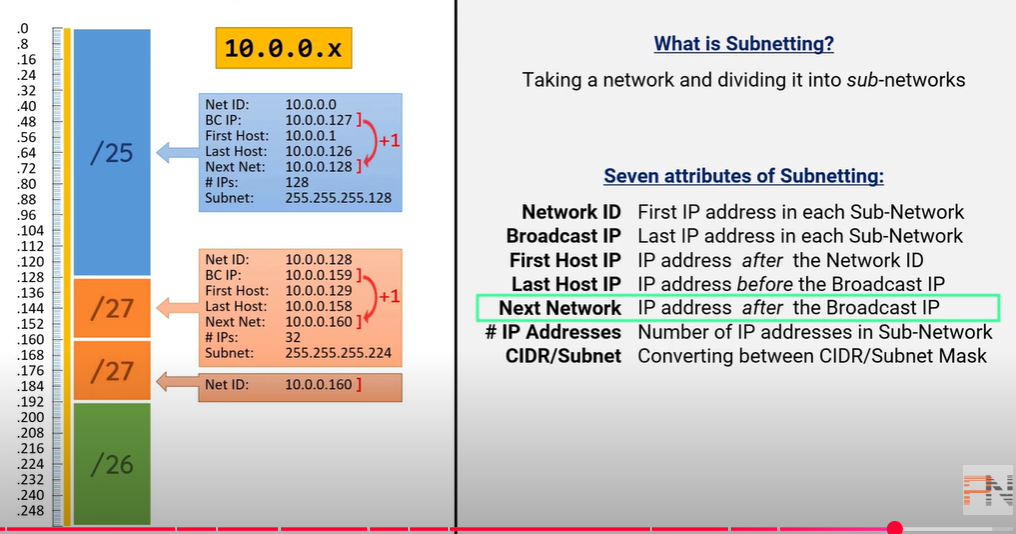 .0
.8
.16
.24
.32
.40
.48
.56
.64
.72
.80
.88
.96
.104
.112
.120
.128
.136
.144
.152
.160
.168
.176
.184
.192
.200
.208
.216
.224
.232
.240
.248
/25
/27
/27
/26
10.0.0.x
Net ID: 10.0.0.0
BC IP: 10.0.0.127 ]
First Host: 10.0.0.1
+1
Last Host: 10.0.0.126
Next Net: 10.0.0.128 ]
# IPs: 128
Subnet: 255.255.255.128
Net ID: 10.0.0.128
BC IP: 10.0.0.159 ]
First Host: 10.0.0.129
+1
Last Host: 10.0.0.158
Next Net: 10.0.0.160 ]
# IPs: 32
Subnet: 255.255.255.224
Net ID: 10.0.0.160 ]
What is Subnetting?
Taking a network and dividing it into sub-networks
Seven attributes of Subnetting:
Network ID First IP address in each Sub-Network
Broadcast IP Last IP address in each Sub-Network
First Host IP IP address after the Network ID
Last Host IP IP address before the Broadcast IP
Next Network IP address after the Broadcast IP
# IP Addresses Number of IP addresses in Sub-Network
CIDR/Subnet Converting between CIDR/Subnet Mask
PN